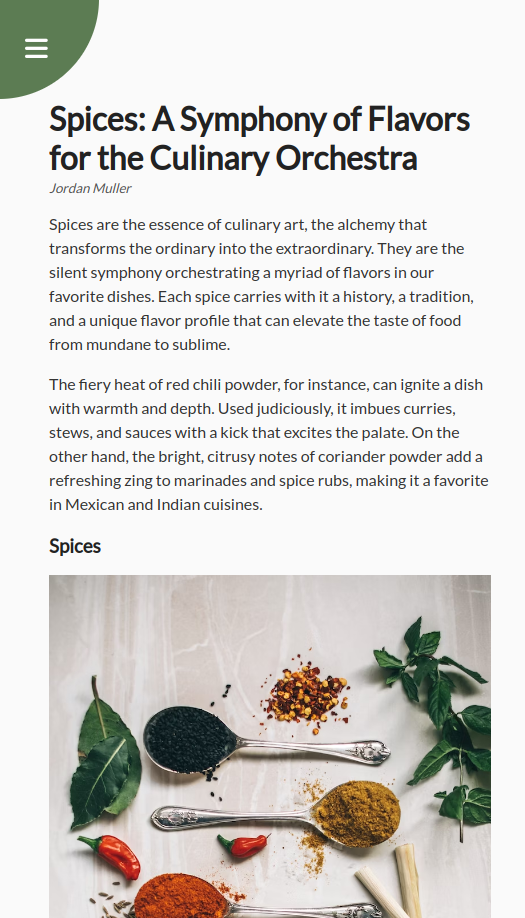 Spices: A Symphony of Flavors
for the Culinary Orchestra
Jordan Muller
Spices are the essence of culinary art, the alchemy that
transforms the ordinary into the extraordinary. They are the
silent symphony orchestrating a myriad of flavors in our
favorite dishes. Each spice carries with it a history, a tradition,
and a unique flavor profile that can elevate the taste of food
from mundane to sublime.
The fiery heat of red chili powder, for instance, can ignite a dish
with warmth and depth. Used judiciously, it imbues curries,
stews, and sauces with a kick that excites the palate. On the
other hand, the bright, citrusy notes of coriander powder add a
refreshing zing to marinades and spice rubs, making it a favorite
in Mexican and Indian cuisines.
Spices